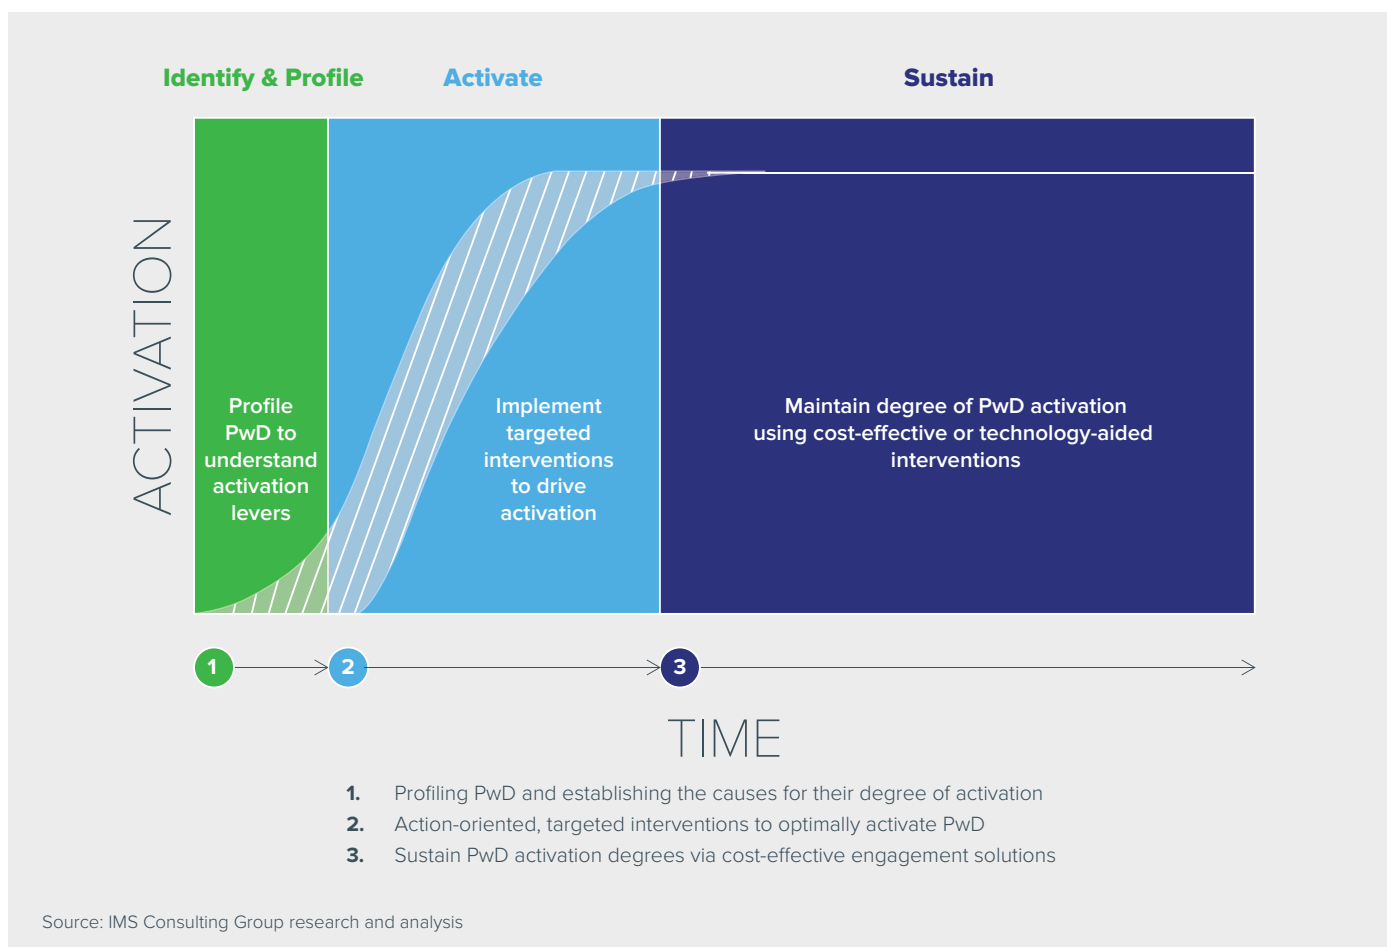 Identify & Profile
Activate
Sustain
ACTIVATION
Profile
PwD to
understand
activation
levers
Implement
targeted
interventions
to drive
activation
Maintain degree of PwD activation
using cost-effective or technology-aided
interventions
1
2
3
TIME
1. Profiling PwD and establishing the causes for their degree of activation
2. Action-oriented, targeted interventions to optimally activate PwD
3. Sustain PwD activation degrees via cost-effective engagement solutions
Source: IMS Consulting Group research and analysis